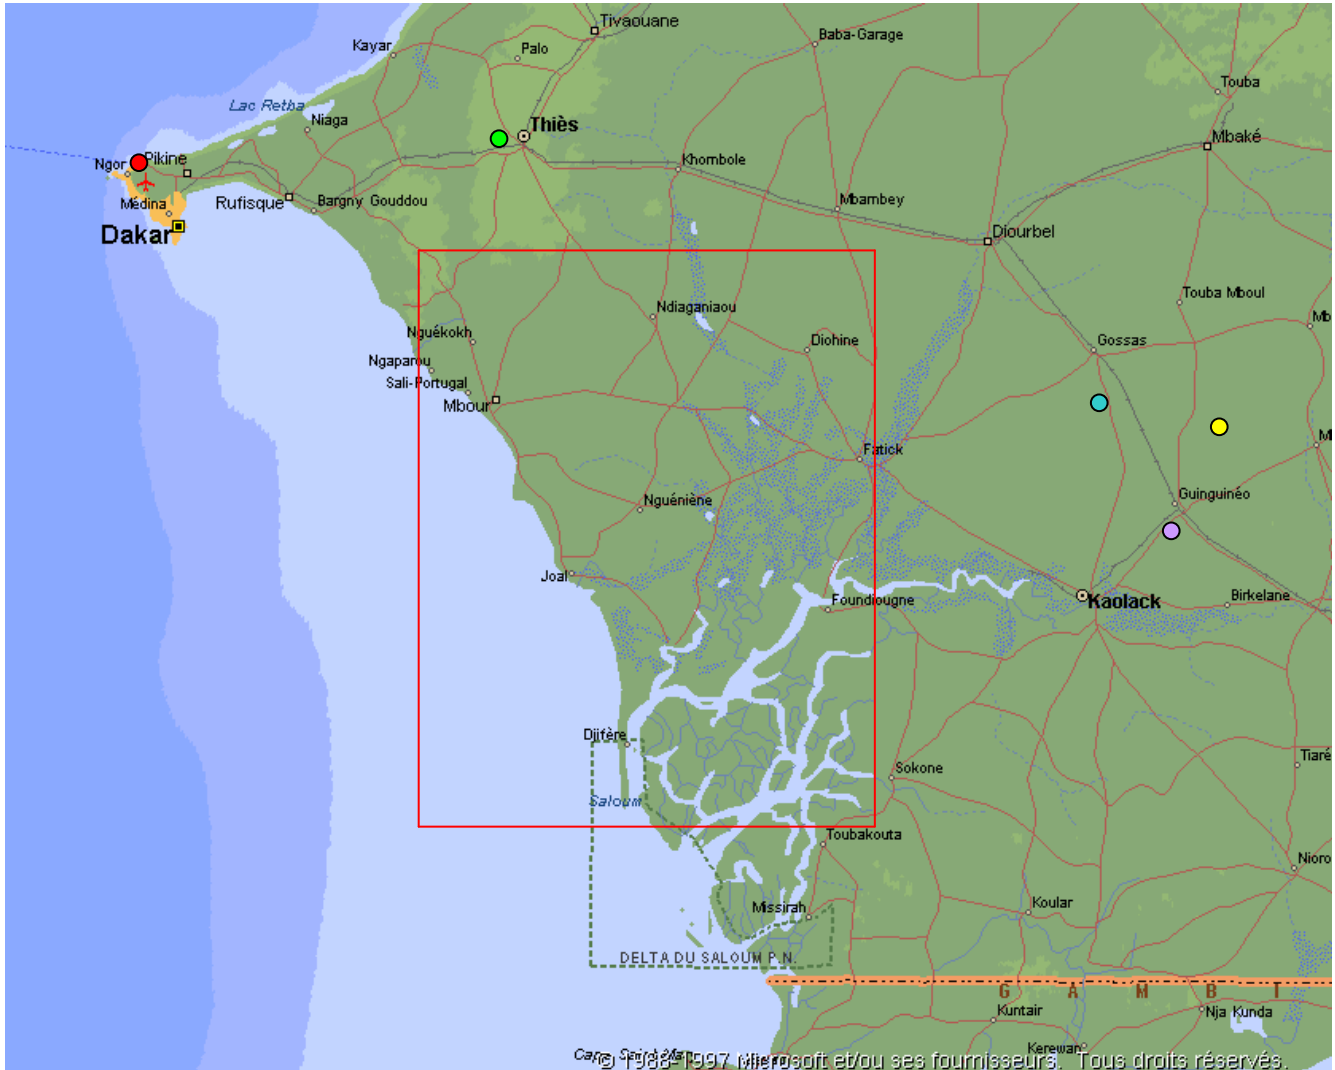 Tivaouane
Baba-Garage
Kayar
Palo
Touba
Lac Retba
Niaga
Thiès
Mbaké
Ngor
Pikine
Khombole
Médina
Rufisque
Bargny Gouddou
Mbambey
Dakar
Diourbel
Touba Mboul
Ndiaganiaou
Mb
Nguékokh
Diohine
Gossas
Ngaparou
Sali-Portugal
Mbour
M
Fatick
Nguéniène
Guinguinéo
Joal
Foundiougne
Kaolack
Birkelane
Djifère
Tiaré
Sokone
Saloum
Toubakouta
Nioro
Missirah
Koular
DELTA DU SALOUM P.N.
G A M B I
Kuntair
Nja Kunda
Kerewan
© 1988-1997 Microsoft et/ou ses fournisseurs. Tous droits réservés.